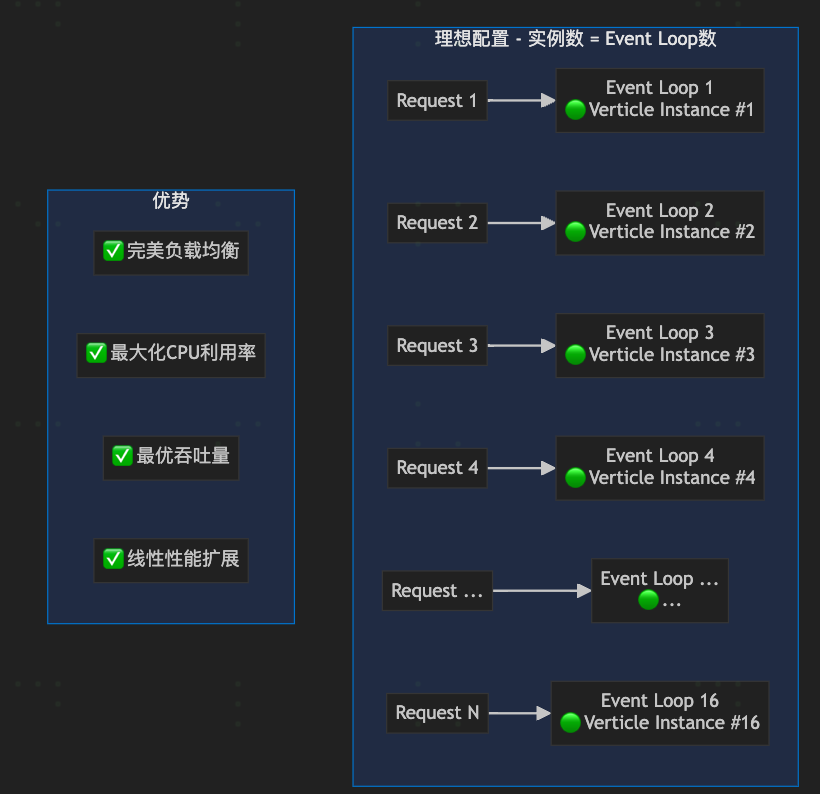 优势
✅ 完美负载均衡
✅ 最大化CPU利用率
✅ 最优吞吐量
✅ 线性性能扩展
理想配置 - 实例数 = Event Loop数
Request 1
Event Loop 1
🟢 Verticle Instance #1
Request 2
Event Loop 2
🟢 Verticle Instance #2
Request 3
Event Loop 3
🟢 Verticle Instance #3
Request 4
Event Loop 4
🟢 Verticle Instance #4
Request ...
Event Loop ...
🟢 ...
Request N
Event Loop 16
🟢 Verticle Instance #16